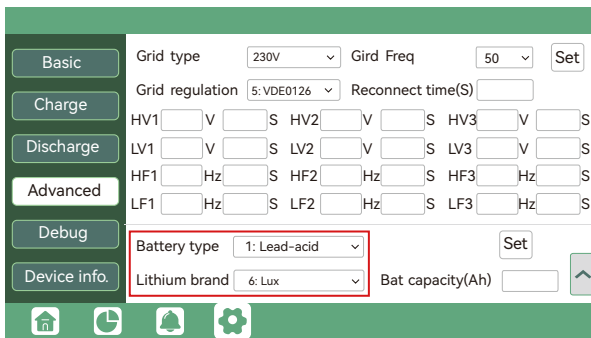 Basic
Charge
Discharge
Advanced
Debug
Device info.
Grid type 230V Gird Freq 50 Set
Grid regulation 5: VDE0126 Reconnect time(S)
HV1 V S HV2 V S HV3 V S
LV1 V S LV2 V S LV3 V S
HF1 Hz S HF2 Hz S HF3 Hz S
LF1 Hz S LF2 Hz S LF3 Hz S
Battery type 1: Lead-acid Set
Lithium brand 6: Lux Bat capacity(Ah)